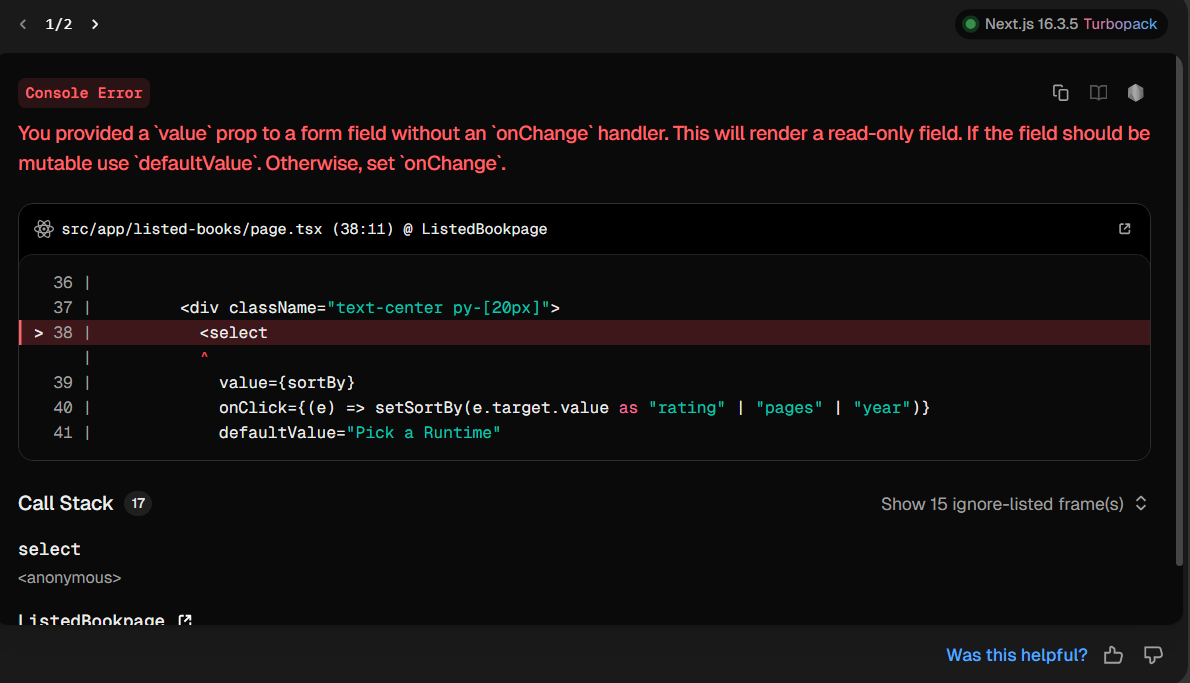 1/2
Next.js 16.3.5 Turbopack
Console Error
You provided a `value` prop to a form field without an `onChange` handler. This will render a read-only field. If the field should be
mutable use `defaultValue`. Otherwise, set `onChange`.
src/app/listed-books/page.tsx (38:11) @ ListedBookpage
36 |
37 | <div className="text-center py-[20px]">
> 38 | <select
| ^
39 | value={sortBy}
40 | onClick={(e) => setSortBy(e.target.value as "rating" | "pages" | "year")}
41 | defaultValue="Pick a Runtime"
Call Stack 17
Show 15 ignore-listed frame(s)
select
<anonymous>
ListedBookpage
Was this helpful?